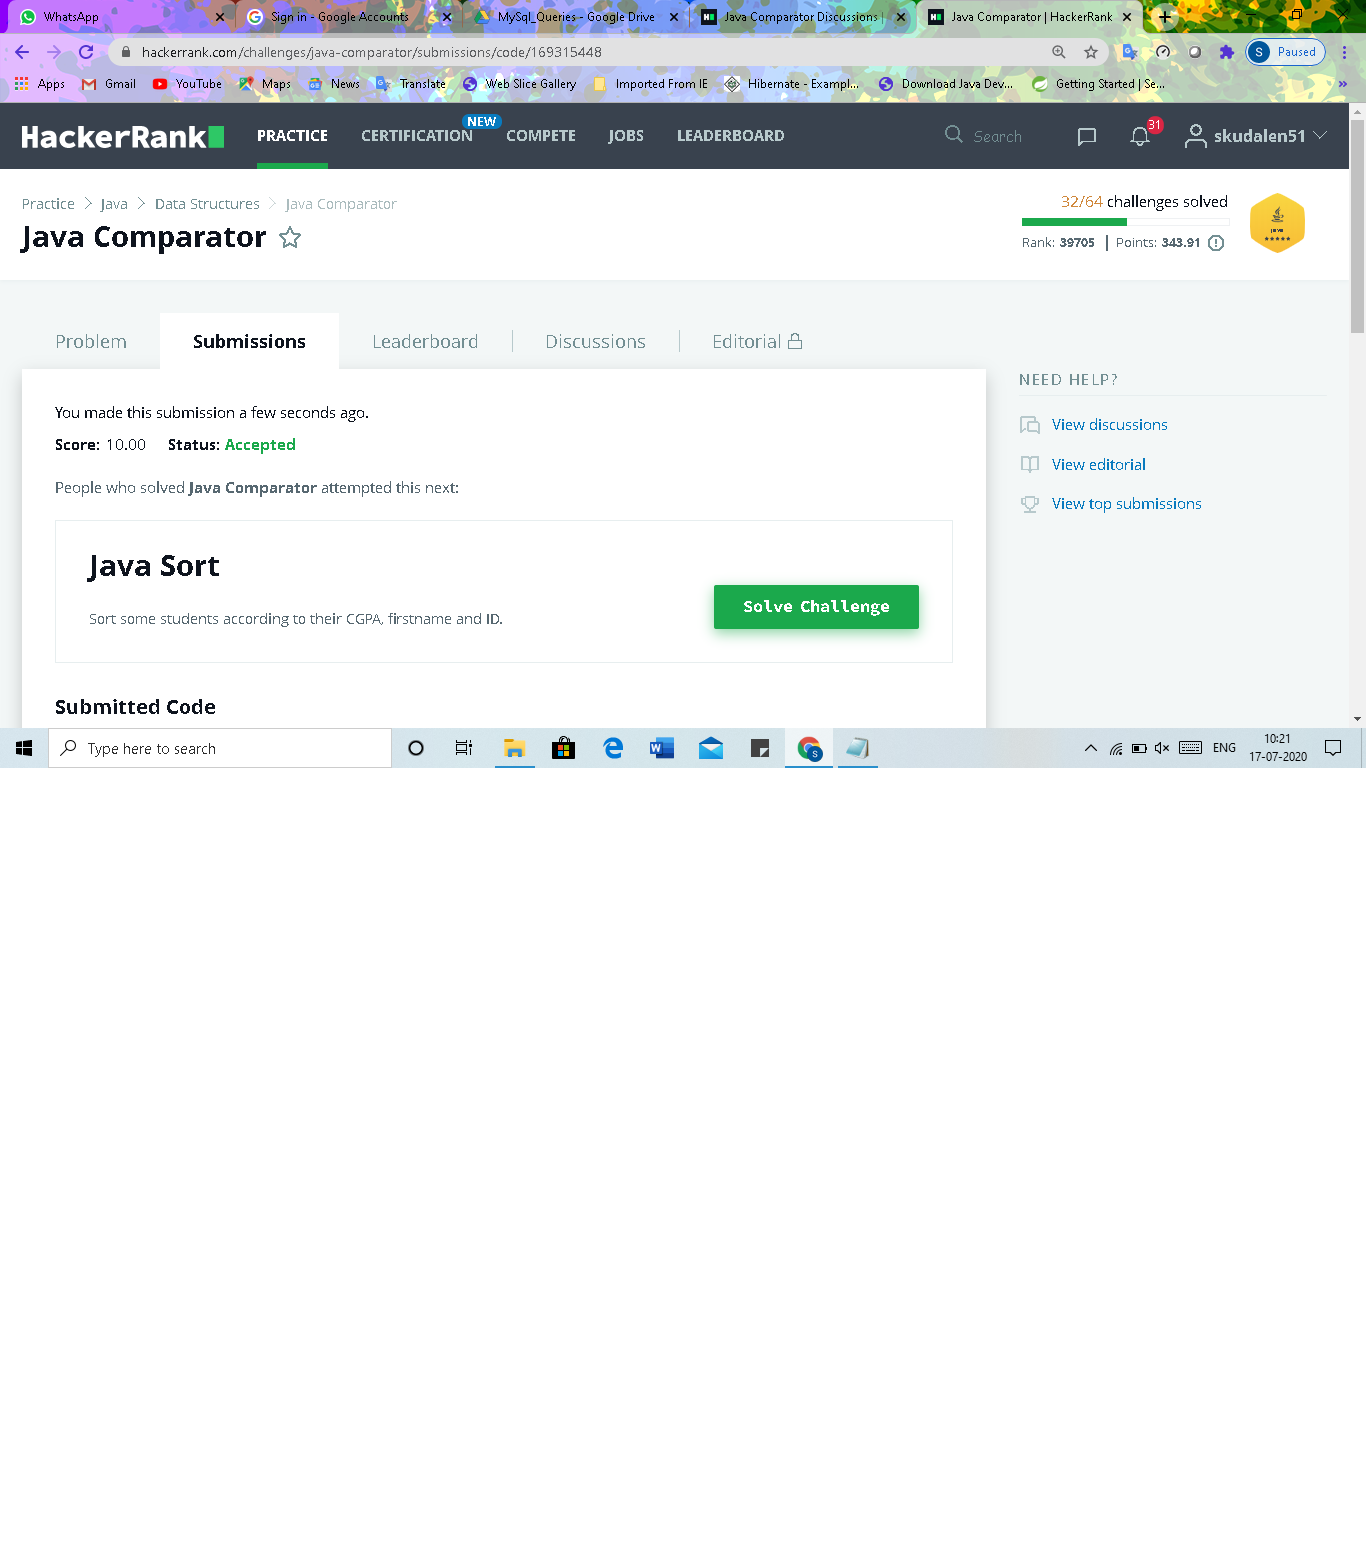 WhatsApp
Sign in - Google Accounts
MySql_Queries - Google Drive
Java Comparator Discussions |
Java Comparator | HackerRank
hackerrank.com/challenges/java-comparator/submissions/code/169315448
S Paused
Apps Gmail YouTube Maps News Translate Web Slice Gallery Imported From IE Hibernate - Exampl... Download Java Dev... Getting Started | Se... »
HackerRank PRACTICE CERTIFICATION NEW COMPETE JOBS LEADERBOARD Search 31 skudalen51
Practice > Java > Data Structures > Java Comparator
Java Comparator
32/64 challenges solved
Rank: 39705 | Points: 343.91
Java
Problem Submissions Leaderboard Discussions Editorial
You made this submission a few seconds ago.
Score: 10.00 Status: Accepted
People who solved Java Comparator attempted this next:
Java Sort
Sort some students according to their CGPA, firstname and ID.
Solve Challenge
Submitted Code
NEED HELP?
View discussions
View editorial
View top submissions
Type here to search
ENG
10:21
17-07-2020